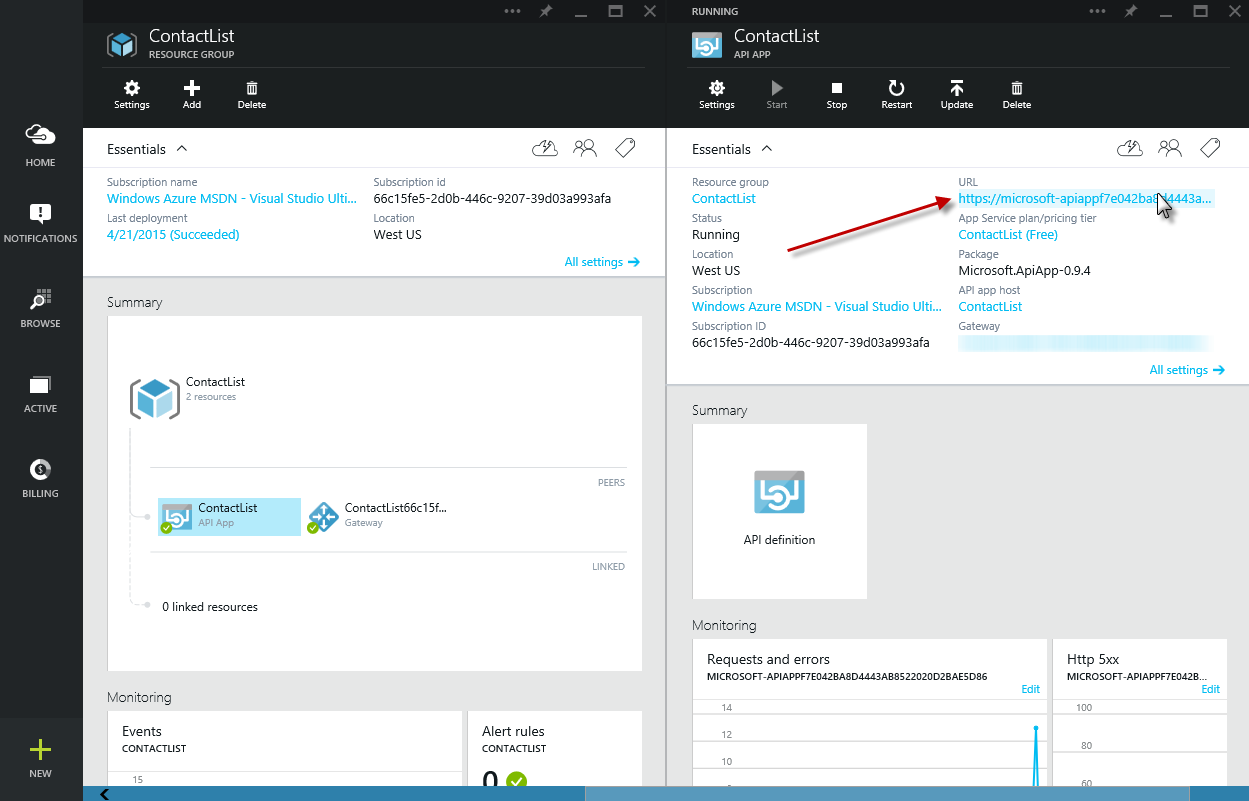 HOME
NOTIFICATIONS
BROWSE
ACTIVE
BILLING
NEW
ContactList
RESOURCE GROUP
Settings
Add
Delete
Essentials
Subscription name
Windows Azure MSDN - Visual Studio Ulti...
Last deployment
4/21/2015 (Succeeded)
Subscription id
66c15fe5-2d0b-446c-9207-39d03a993afa
Location
West US
All settings
Summary
ContactList
2 resources
PEERS
ContactList
API App
ContactList66c15f...
Gateway
LINKED
0 linked resources
Monitoring
Events
CONTACTLIST
15
Alert rules
CONTACTLIST
0
RUNNING
ContactList
API APP
Settings
Start
Stop
Restart
Update
Delete
Essentials
Resource group
ContactList
Status
Running
Location
West US
Subscription
Windows Azure MSDN - Visual Studio Ulti...
Subscription ID
66c15fe5-2d0b-446c-9207-39d03a993afa
URL
https://microsoft-apiappf7e042ba8d4443a...
App Service plan/pricing tier
ContactList (Free)
Package
Microsoft.ApiApp-0.9.4
API app host
ContactList
Gateway
All settings
Summary
API definition
Monitoring
Requests and errors
MICROSOFT-APIAPPF7E042BA8D4443AB8522020D2BAE5D86
Edit
14
12
10
Http 5xx
MICROSOFT-APIAPPF7E042B...
Edit
100
80
60